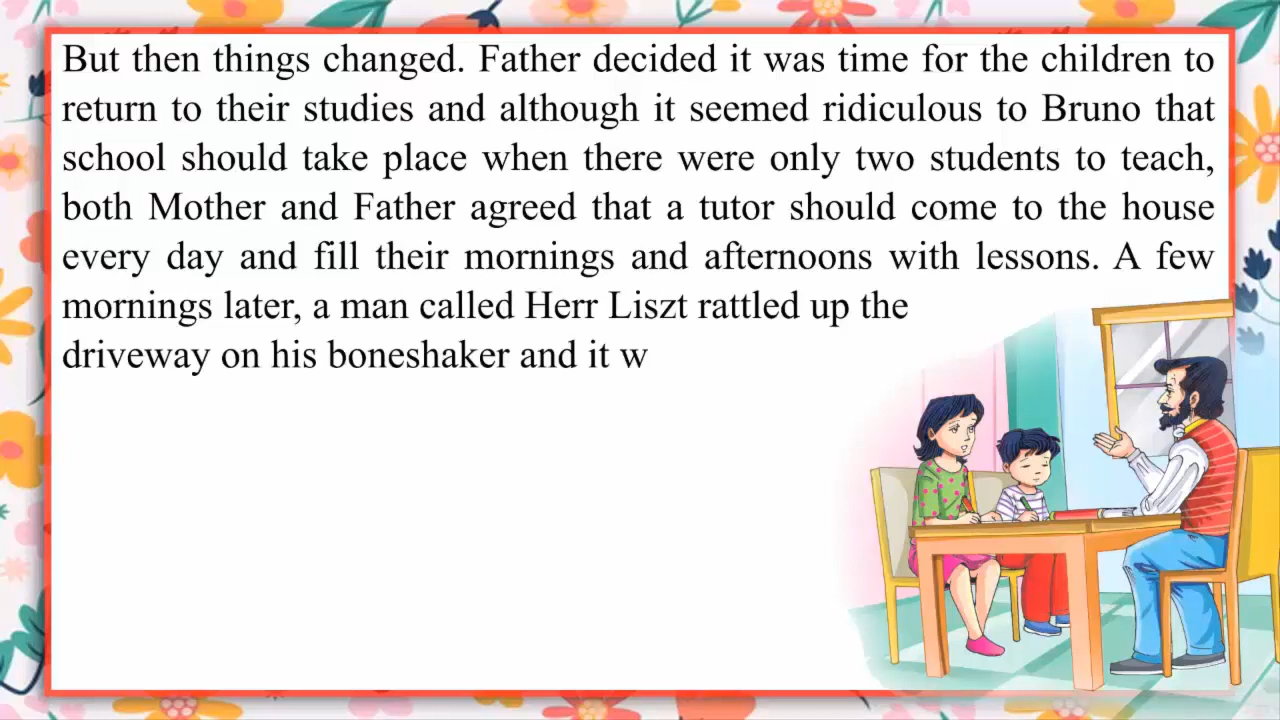 But then things changed. Father decided it was time for the children to
return to their studies and although it seemed ridiculous to Bruno that
school should take place when there were only two students to teach,
both Mother and Father agreed that a tutor should come to the house
every day and fill their mornings and afternoons with lessons. A few
mornings later, a man called Herr Liszt rattled up the
driveway on his boneshaker and it w